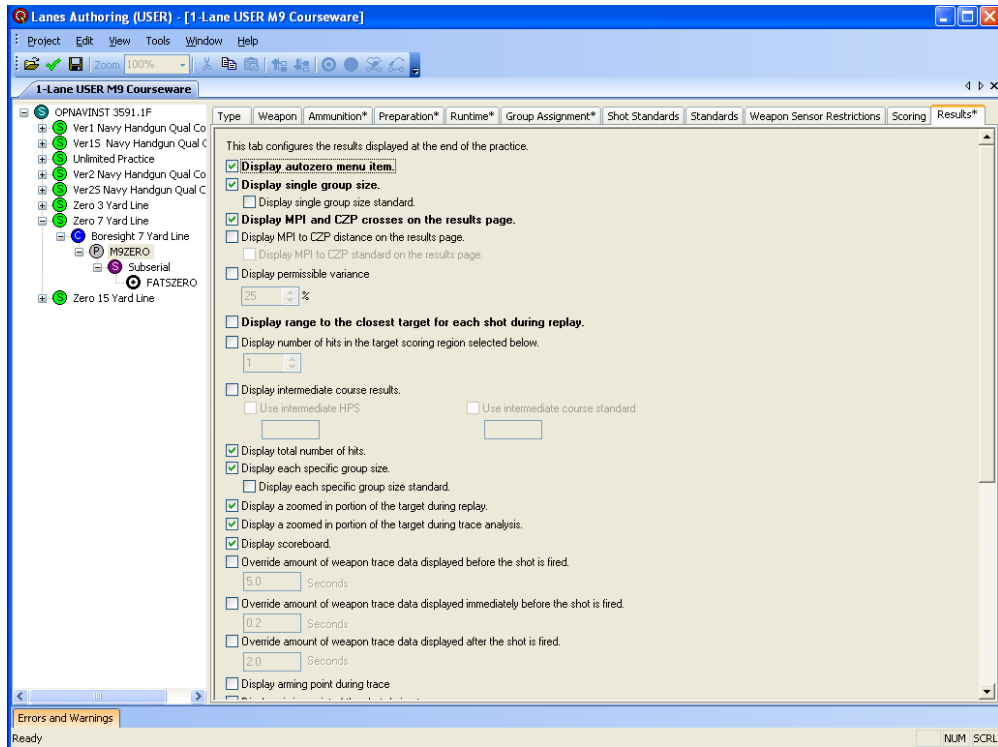 Lanes Authoring (USER) - [1-Lane USER M9 Courseware]
Project Edit View Tools Window Help
Zoom 100%
1-Lane USER M9 Courseware
OPNAVINST 3591.1F
Ver1 Navy Handgun Qual Co
Ver1S Navy Handgun Qual C
Unlimited Practice
Ver2 Navy Handgun Qual Co
Ver2S Navy Handgun Qual C
Zero 3 Yard Line
Zero 7 Yard Line
Boresight 7 Yard Line
M9ZERO
Subserial
FATSZERO
Zero 15 Yard Line
Type Weapon Ammunition* Preparation* Runtime* Group Assignment* Shot Standards Standards Weapon Sensor Restrictions Scoring Results*
This tab configures the results displayed at the end of the practice.
Display autozero menu item.
Display single group size.
Display single group size standard.
Display MPI and CZP crosses on the results page.
Display MPI to CZP distance on the results page.
Display MPI to CZP standard on the results page.
Display permissible variance
25 %
Display range to the closest target for each shot during replay.
Display number of hits in the target scoring region selected below.
1
Display intermediate course results.
Use intermediate HPS Use intermediate course standard
Display total number of hits.
Display each specific group size.
Display each specific group size standard.
Display a zoomed in portion of the target during replay.
Display a zoomed in portion of the target during trace analysis.
Display scoreboard.
Override amount of weapon trace data displayed before the shot is fired.
5.0 Seconds
Override amount of weapon trace data displayed immediately before the shot is fired.
0.2 Seconds
Override amount of weapon trace data displayed after the shot is fired.
2.0 Seconds
Display arming point during trace
Errors and Warnings
Ready NUM SCRL